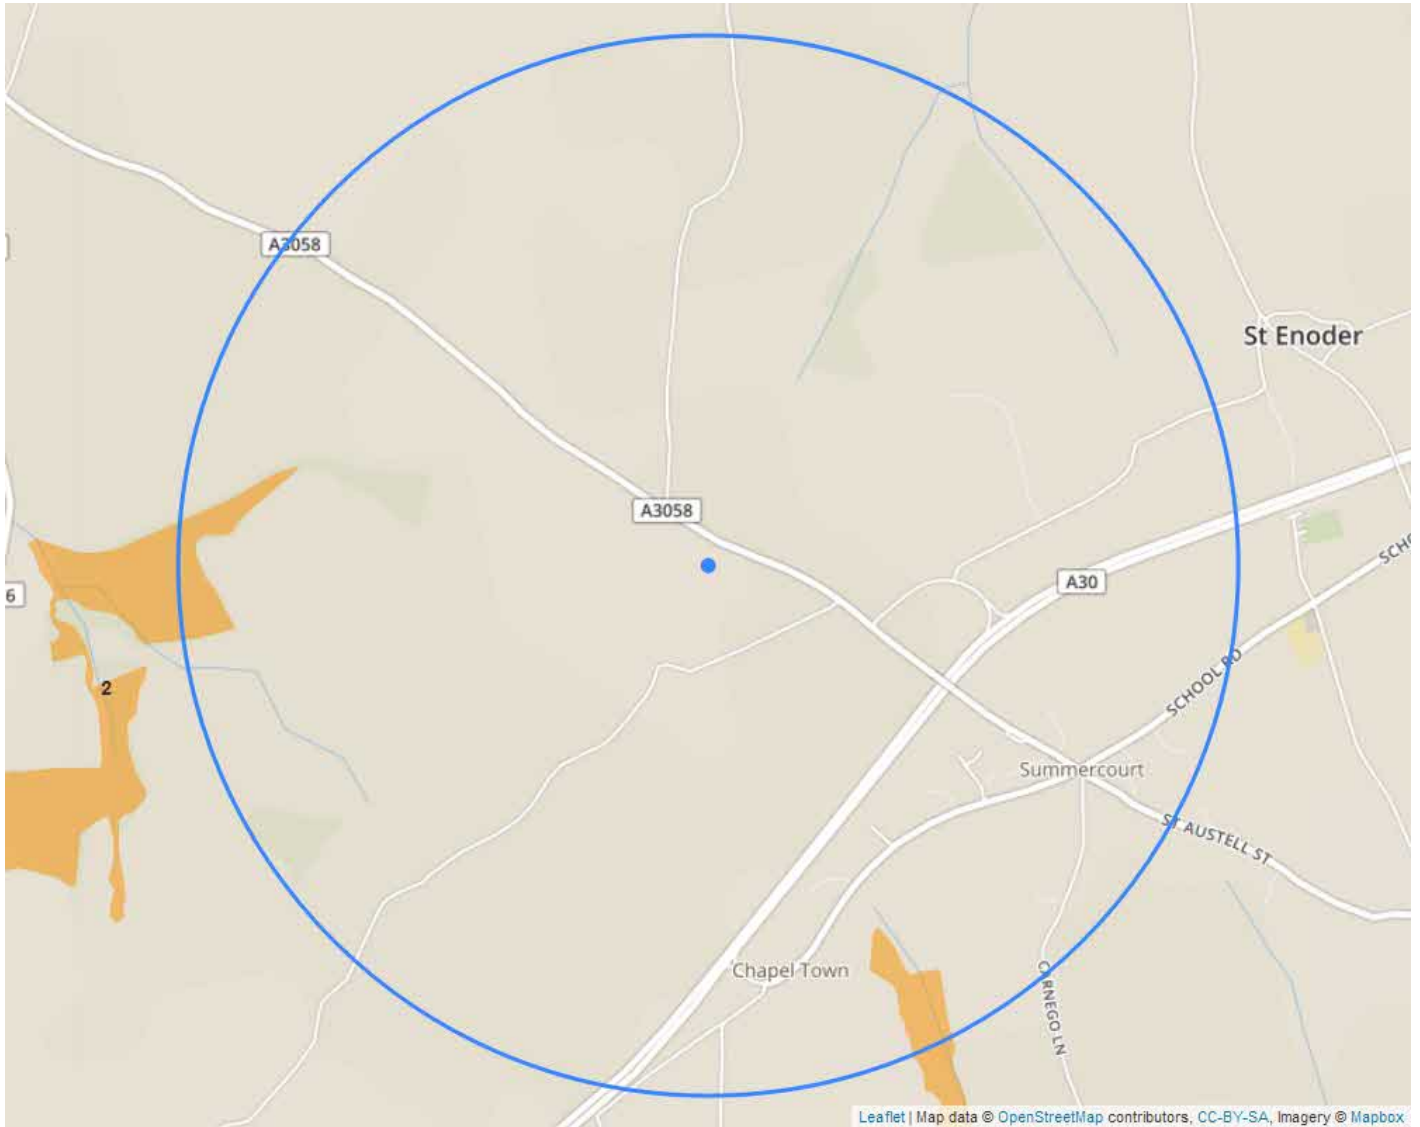 A3058
St Enoder
A3058
A30
6
SCHO
SCHOOL RD
2
Summercourt
ST AUSTELL ST
Chapel Town
CARNEGO LN
Leaflet | Map data © OpenStreetMap contributors, CC-BY-SA, Imagery © Mapbox